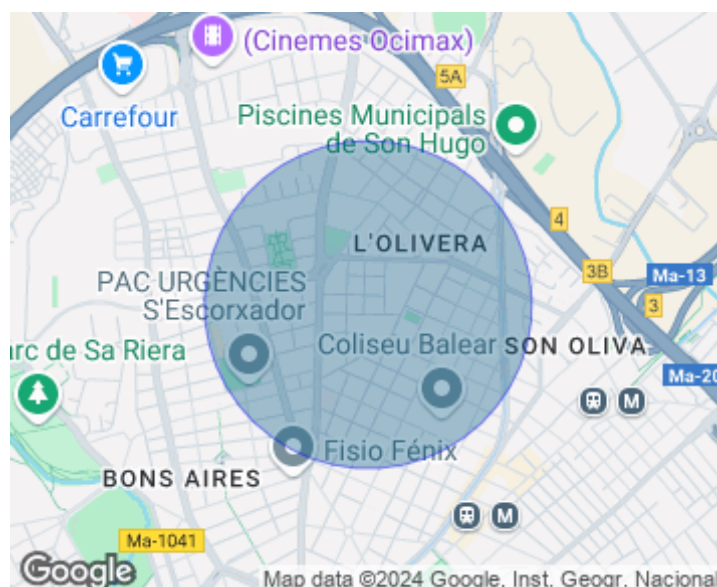 (Cinemes Ocimax)
5A
Carrefour
Piscines Municipals
de Son Hugo
4
L'OLIVERA
3B
Ma-13
PAC URGÈNCIES
S'Escorxador
3
arc de Sa Riera
Coliseu Balear
SON OLIVA
Ma-20
M
Fisio Fénix
BONS AIRES
M
Ma-1041
Google
Map data ©2024 Google, Inst. Geogr. Nacional